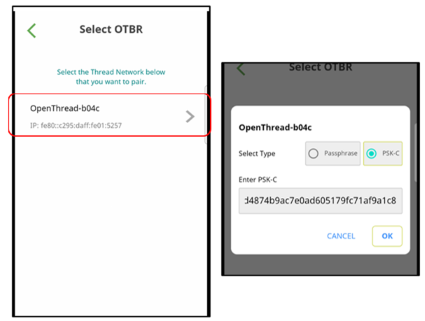 Select OTBR
Select the Thread Network below
that you want to pair.
OpenThread-b04c
IP: fe80::c295:daff:fe01:5257
Select OTBR
OpenThread-b04c
Select Type
Passphrase
PSK-C
Enter PSK-C
:d4874b9ac7e0ad605179fc71af9a1c8
CANCEL
OK